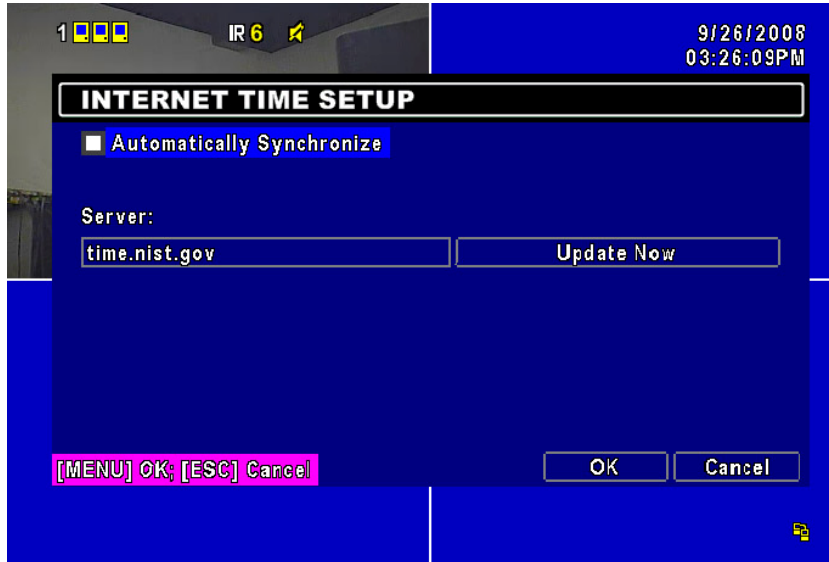 1 IR 6
9/26/2008
03:26:09PM
INTERNET TIME SETUP
Automatically Synchronize
Server:
time.nist.gov Update Now
[MENU] OK; [ESC] Cancel OK Cancel